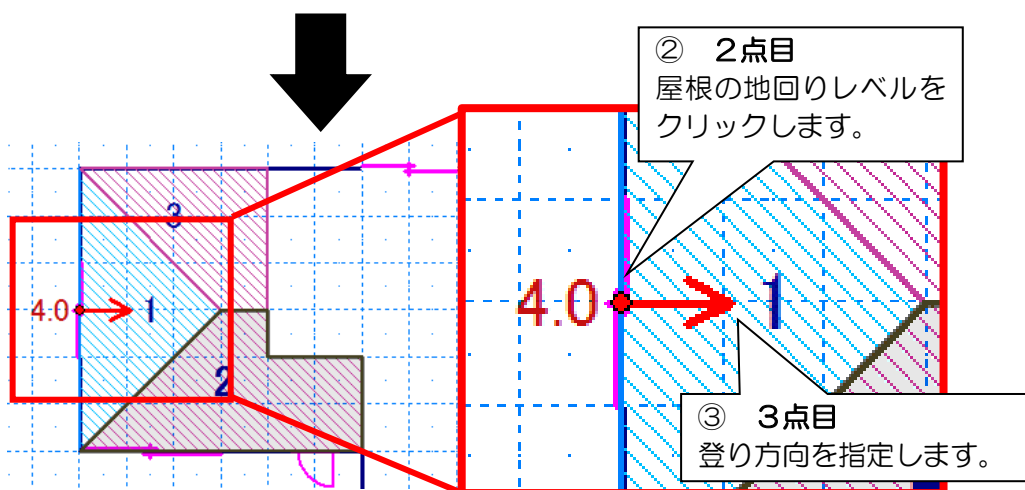 ② 2点目
屋根の地回りレベルを
クリックします。
3
4.0
1
2
4.0
1
③ 3点目
登り方向を指定します。